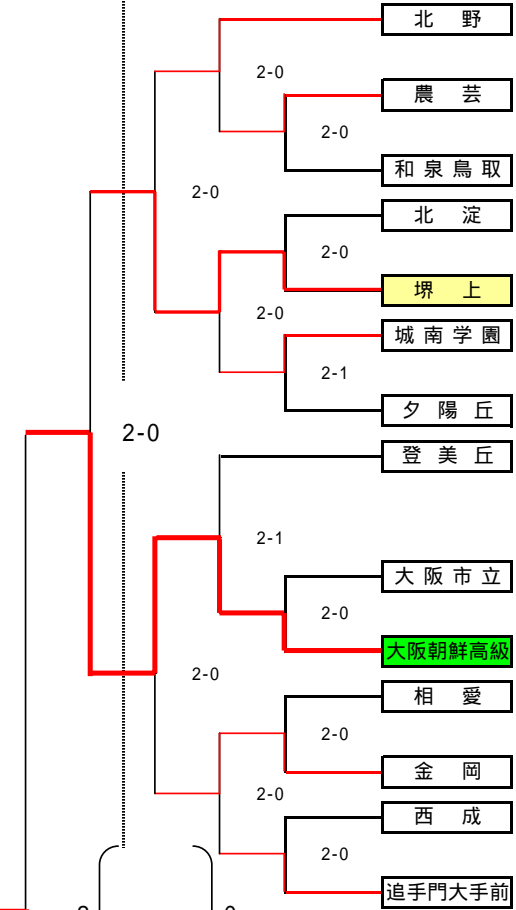 北野
2-0
農芸
2-0
和泉鳥取
2-0
北淀
2-0
堺上
2-0
城南学園
2-1
夕陽丘
2-0
登美丘
2-1
大阪市立
2-0
大阪朝鮮高級
2-0
相愛
2-0
金岡
2-0
西成
2-0
追手門大手前